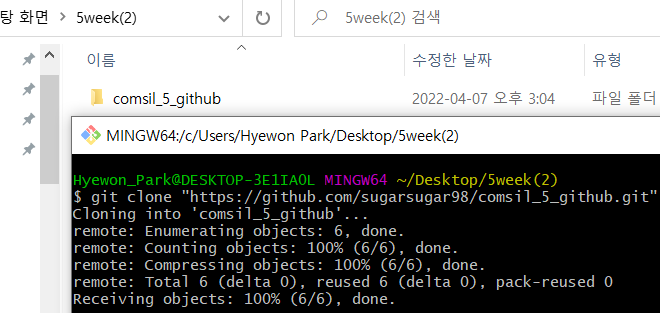 탕 화면 > 5week(2)
5week(2) 검색
이름 수정한 날짜 유형
comsil_5_github 2022-04-07 오후 3:04 파일 폴더
MINGW64:/c/Users/Hyewon Park/Desktop/5week(2)
Hyewon_Park@DESKTOP-3E1IAOL MINGW64 ~/Desktop/5week(2)
$ git clone "https://github.com/sugarsugar98/comsil_5_github.git"
Cloning into 'comsil_5_github'...
remote: Enumerating objects: 6, done.
remote: Counting objects: 100% (6/6), done.
remote: Compressing objects: 100% (6/6), done.
remote: Total 6 (delta 0), reused 6 (delta 0), pack-reused 0
Receiving objects: 100% (6/6), done.